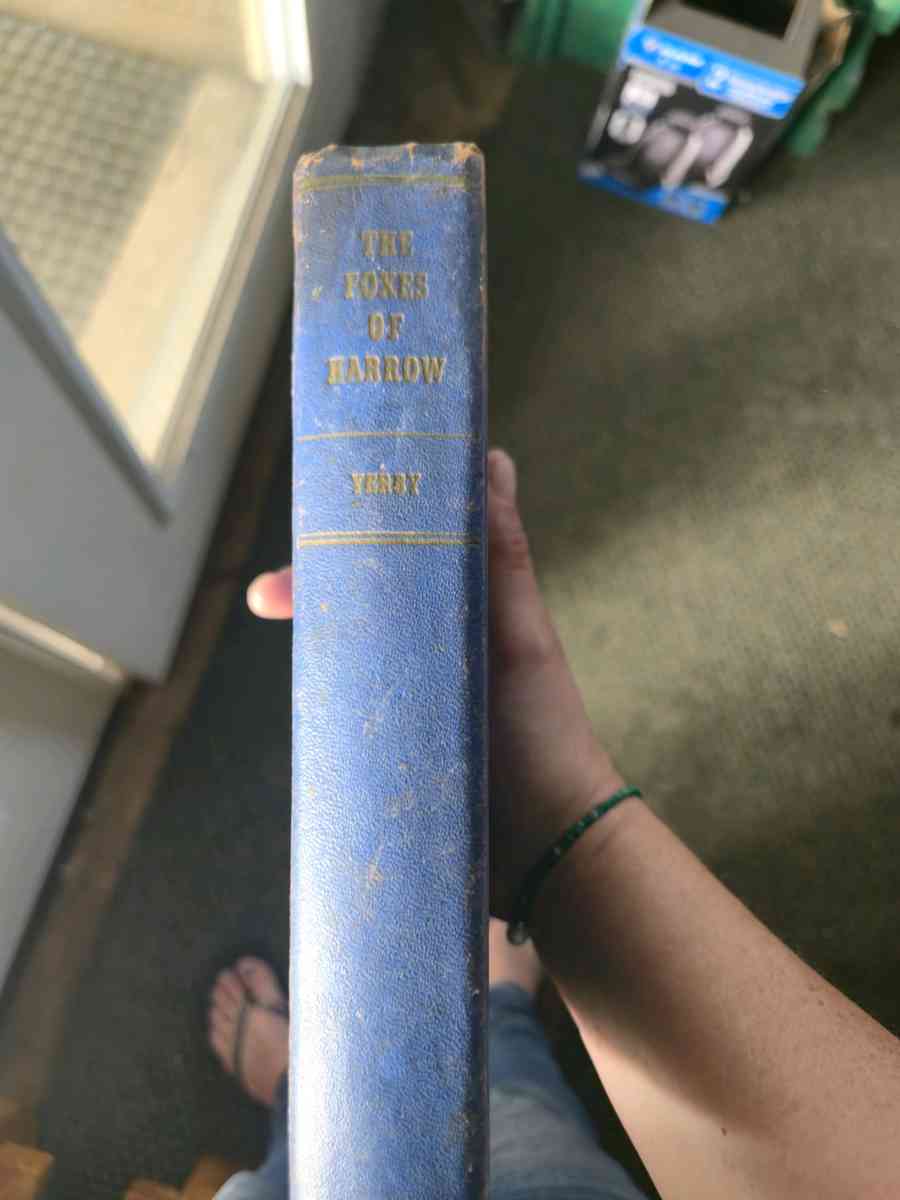 THE
FOXES
OF
HARROW
YERBY